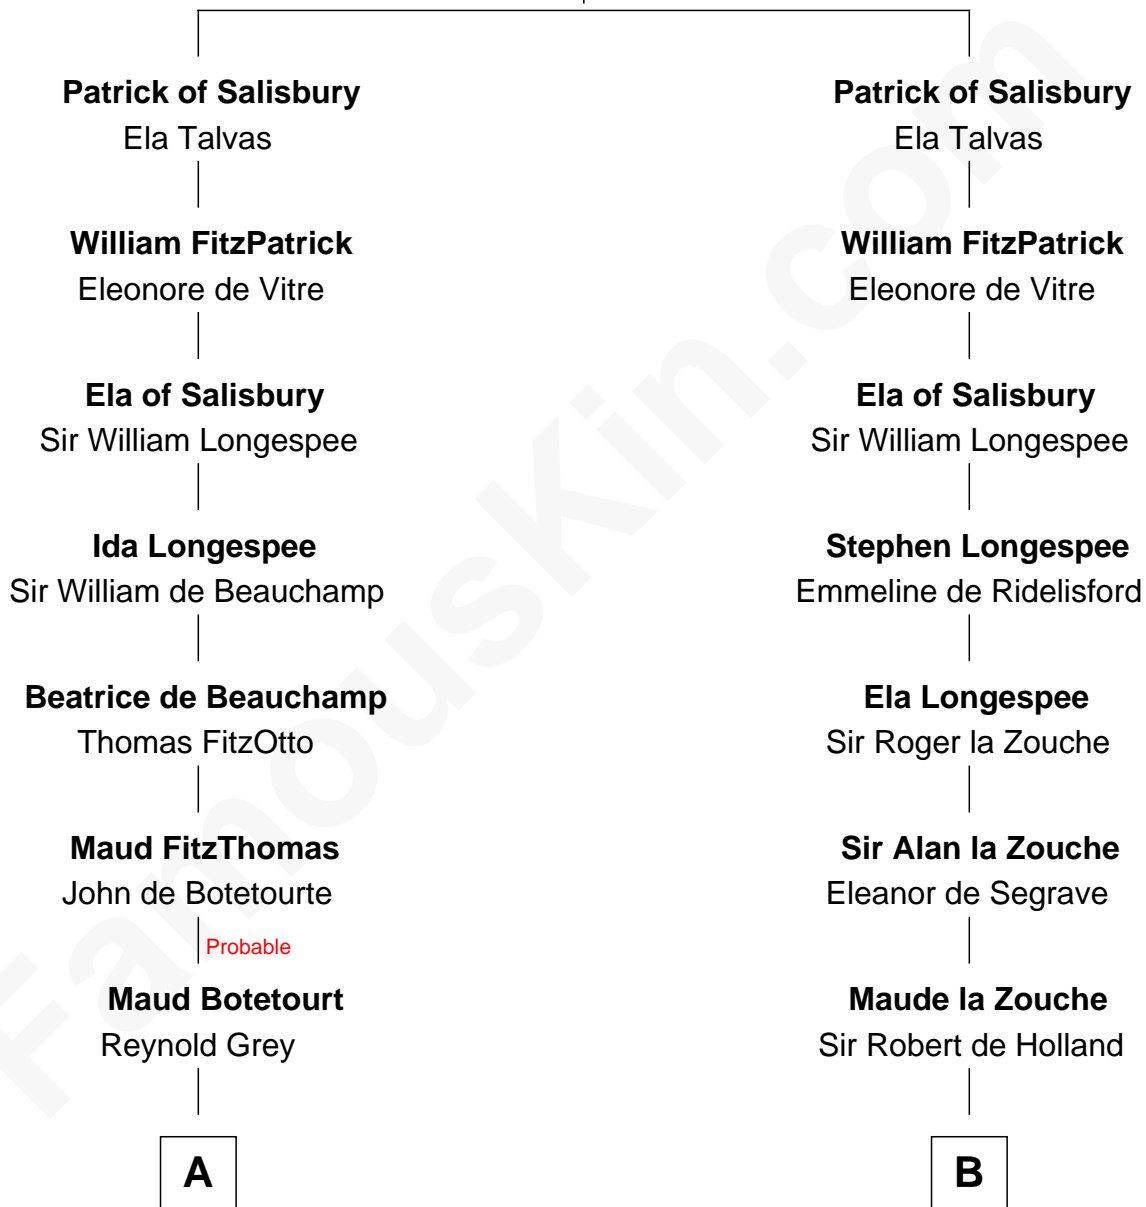 Patrick of Salisbury
Ela Talvas
William FitzPatrick
Eleonore de Vitre
Ela of Salisbury
Sir William Longespee
Ida Longespee
Sir William de Beauchamp
Beatrice de Beauchamp
Thomas FitzOtto
Maud FitzThomas
John de Botetourte
Probable
Maud Botetourt
Reynold Grey
A
Patrick of Salisbury
Ela Talvas
William FitzPatrick
Eleonore de Vitre
Ela of Salisbury
Sir William Longespee
Stephen Longespee
Emmeline de Ridelisford
Ela Longespee
Sir Roger la Zouche
Sir Alan la Zouche
Eleanor de Segrave
Maude la Zouche
Sir Robert de Holland
B
FamousKin.com